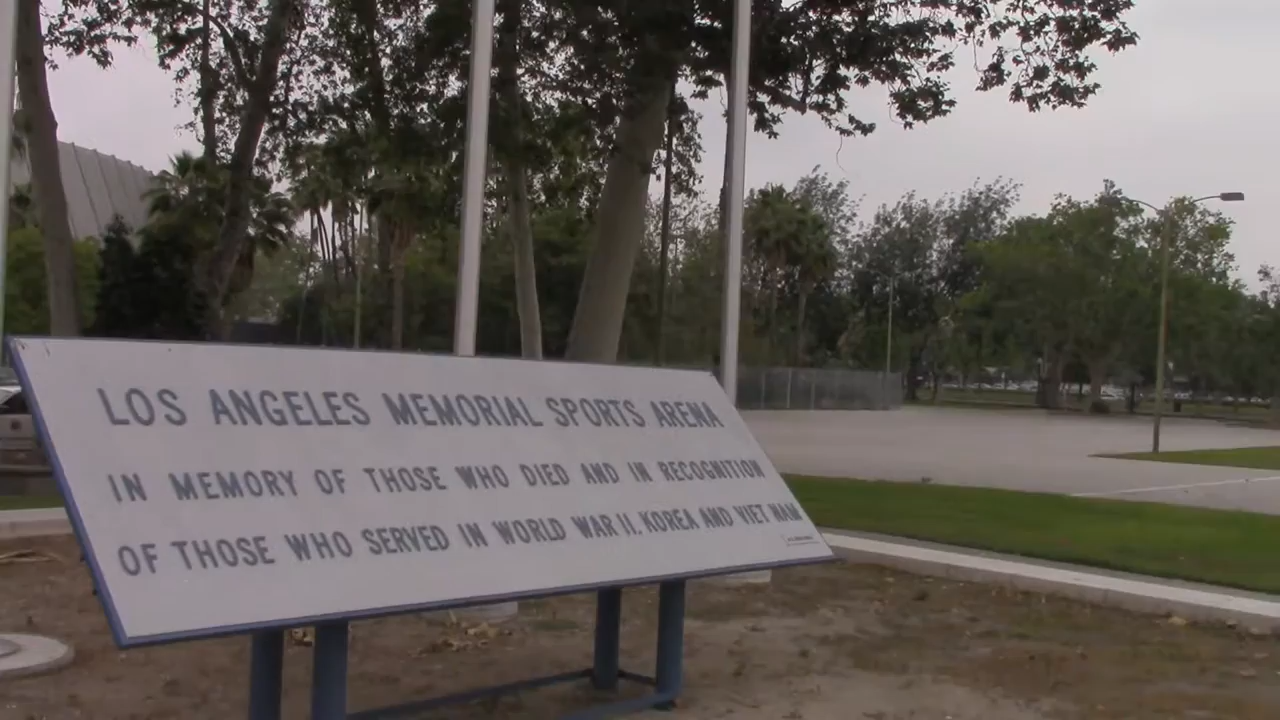 LOS ANGELES MEMORIAL SPORTS ARENA
IN MEMORY OF THOSE WHO DIED AND IN RECOGNITION
OF THOSE WHO SERVED IN WORLD WAR II, KOREA AND VIET NAM